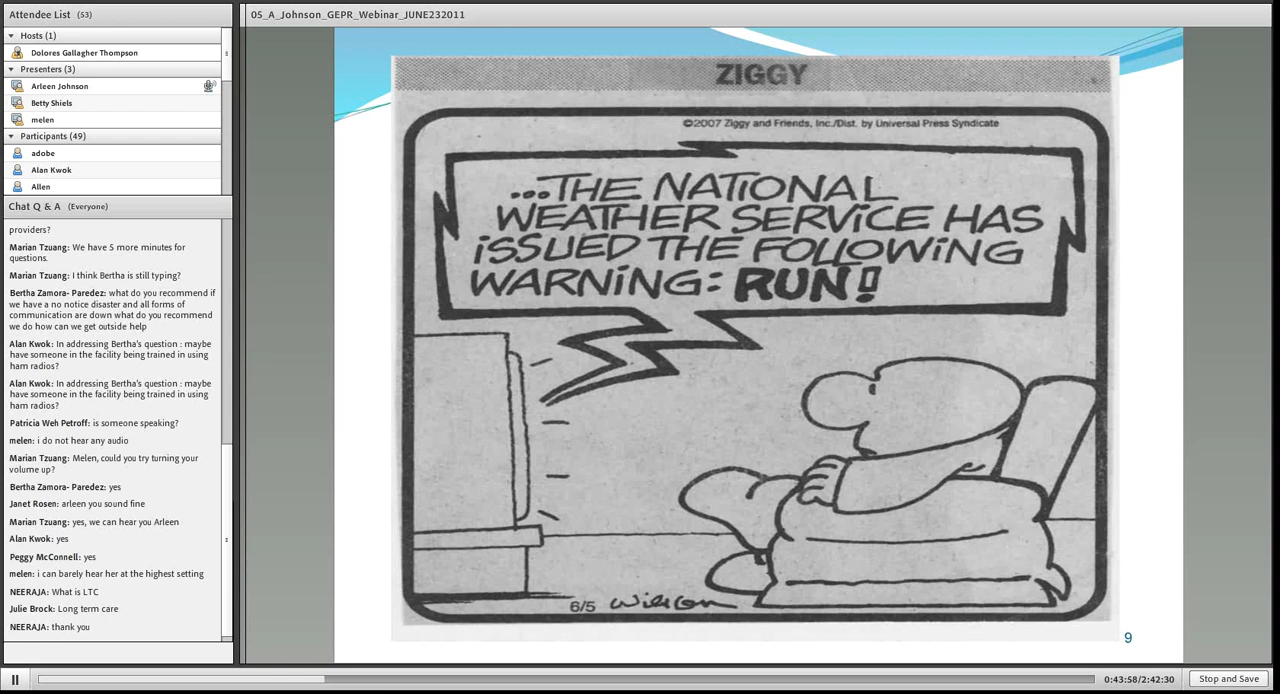 Attendee List (53)
Hosts (1)
Dolores Gallagher Thompson
Presenters (3)
Arleen Johnson
Betty Shiels
melen
Participants (49)
adobe
Alan Kwok
Allen
Chat Q & A (Everyone)
providers?
Marian Tzuang: We have 5 more minutes for
questions.
Marian Tzuang: I think Bertha is still typing?
Bertha Zamora- Paredez: what do you recommend if
we have a no notice disaster and all forms of
communication are down what do you recommend
we do how can we get outside help
Alan Kwok: In addressing Bertha's question : maybe
have someone in the facility being trained in using
ham radios?
Alan Kwok: In addressing Bertha's question : maybe
have someone in the facility being trained in using
ham radios?
Patricia Weh Petroff: is someone speaking?
melen: i do not hear any audio
Marian Tzuang: Melen, could you try turning your
volume up?
Bertha Zamora- Paredez: yes
Janet Rosen: arleen you sound fine
Marian Tzuang: yes, we can hear you Arleen
Alan Kwok: yes
Peggy McConnell: yes
melen: i can barely hear her at the highest setting
NEERAJA: What is LTC
Julie Brock: Long term care
NEERAJA: thank you
05_A_Johnson_GEPR_Webinar_JUNE232011
ZIGGY
©2007 Ziggy and Friends, Inc./Dist. by Universal Press Syndicate
...THE NATIONAL
WEATHER SERVICE HAS
ISSUED THE FOLLOWING
WARNING: RUN!
6/5 Wilson
9
0:43:58/2:42:30
Stop and Save